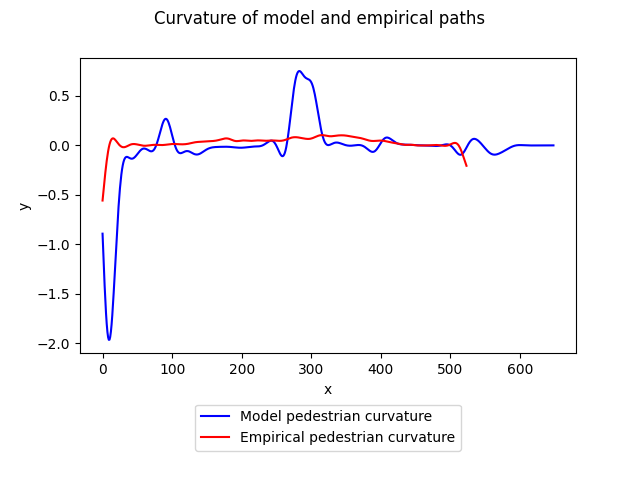 Curvature of model and empirical paths
0.5
0.0
−0.5
−1.0
−1.5
−2.0
y
0 100 200 300 400 500 600
x
Model pedestrian curvature
Empirical pedestrian curvature